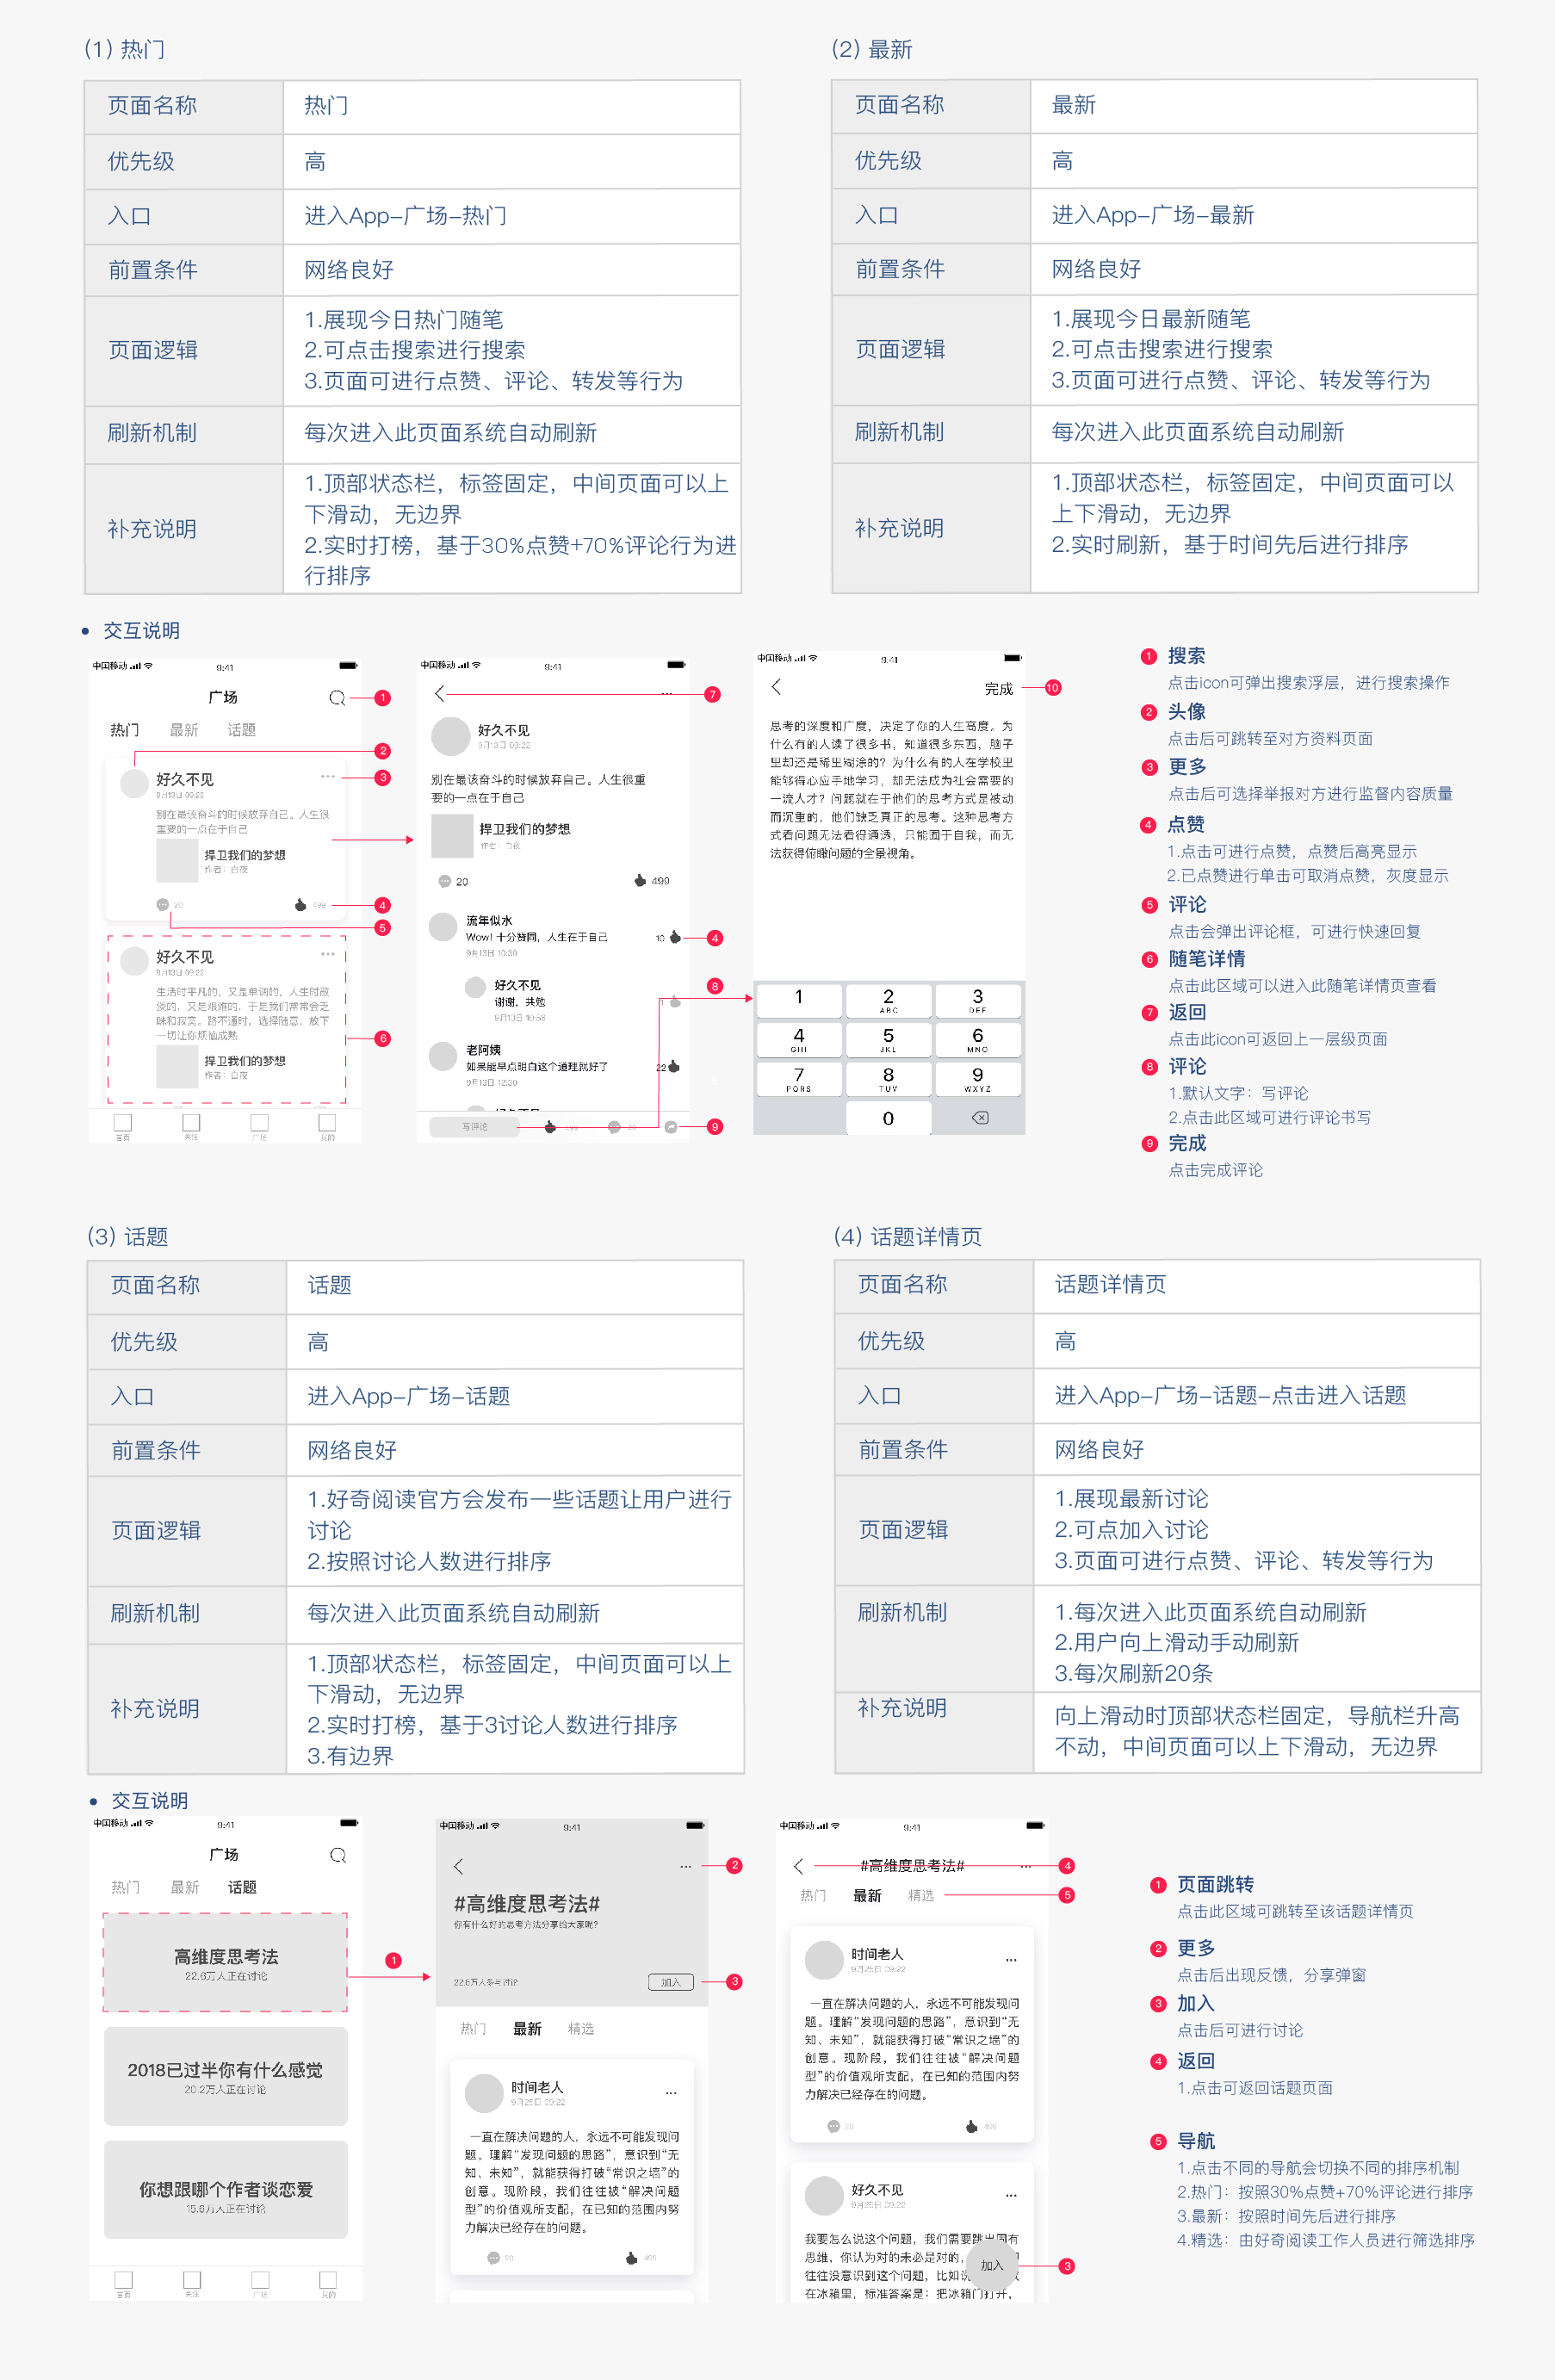 (1) 热门
页面名称 热门
优先级 高
入口 进入App-广场-热门
前置条件 网络良好
页面逻辑
1.展现今日热门随笔
2.可点击搜索进行搜索
3.页面可进行点赞、评论、转发等行为
刷新机制 每次进入此页面系统自动刷新
补充说明
1.顶部状态栏，标签固定，中间页面可以上
下滑动，无边界
2.实时打榜，基于30%点赞+70%评论行为进
行排序
(2) 最新
页面名称 最新
优先级 高
入口 进入App-广场-最新
前置条件 网络良好
页面逻辑
1.展现今日最新随笔
2.可点击搜索进行搜索
3.页面可进行点赞、评论、转发等行为
刷新机制 每次进入此页面系统自动刷新
补充说明
1.顶部状态栏，标签固定，中间页面可以
上下滑动，无边界
2.实时刷新，基于时间先后进行排序
• 交互说明
中国移动 9:41
广场
1
热门 最新 话题
2
好久不见 ...
3
9月13日 09:22
别在最该奋斗的时候放弃自己。人生很
重要的一点在于自己
捍卫我们的梦想
作者：白夜
20 499
4
5
好久不见 ...
9月13日 09:22
生活时平凡的，又是单调的，人生时散
淡的，又是艰难的，于是我们常常会乏
味和寂寞。路不通时，选择随意，放下
一切让你烦恼成熟
6
捍卫我们的梦想
作者：白夜
首页 关注 广场 我的
中国移动 9:41
7
好久不见
9月13日 09:22
别在最该奋斗的时候放弃自己。人生很重
要的一点在于自己
捍卫我们的梦想
作者：白夜
20 499
流年似水
Wow! 十分赞同，人生在于自己 10
4
9月13日 10:30
好久不见
谢谢，共勉 1
9月13日 10:58
8
老阿姨
如果能早点明白这个道理就好了 22
9月13日 12:30
写评论 499 20
9
中国移动 9:41
完成
10
思考的深度和广度，决定了你的人生高度。为
什么有的人读了很多书，知道很多东西，脑子
里却还是稀里糊涂的？为什么有的人在学校里
能够得心应手地学习，却无法成为社会需要的
一流人才？问题就在于他们的思考方式是被动
而沉重的，他们缺乏真正的思考。这种思考方
式看问题无法看得通透，只能囿于自我，而无
法获得俯瞰问题的全景视角。
1 2 3
ABC DEF
4 5 6
GHI JKL MNO
7 8 9
PQRS TUV WXYZ
0
1 搜索
点击icon可弹出搜索浮层，进行搜索操作
2 头像
点击后可跳转至对方资料页面
3 更多
点击后可选择举报对方进行监督内容质量
4 点赞
1.点击可进行点赞，点赞后高亮显示
2.已点赞进行单击可取消点赞，灰度显示
5 评论
点击会弹出评论框，可进行快速回复
6 随笔详情
点击此区域可以进入此随笔详情页查看
7 返回
点击此icon可返回上一层级页面
8 评论
1.默认文字：写评论
2.点击此区域可进行评论书写
9 完成
点击完成评论
(3) 话题
页面名称 话题
优先级 高
入口 进入App-广场-话题
前置条件 网络良好
页面逻辑
1.好奇阅读官方会发布一些话题让用户进行
讨论
2.按照讨论人数进行排序
刷新机制 每次进入此页面系统自动刷新
补充说明
1.顶部状态栏，标签固定，中间页面可以上
下滑动，无边界
2.实时打榜，基于3讨论人数进行排序
3.有边界
(4) 话题详情页
页面名称 话题详情页
优先级 高
入口 进入App-广场-话题-点击进入话题
前置条件 网络良好
页面逻辑
1.展现最新讨论
2.可点加入讨论
3.页面可进行点赞、评论、转发等行为
刷新机制
1.每次进入此页面系统自动刷新
2.用户向上滑动手动刷新
3.每次刷新20条
补充说明
向上滑动时顶部状态栏固定，导航栏升高
不动，中间页面可以上下滑动，无边界
• 交互说明
中国移动 9:41
广场
热门 最新 话题
高维度思考法
22.6万人正在讨论
1
2018已过半你有什么感觉
20.2万人正在讨论
你想跟哪个作者谈恋爱
15.6万人正在讨论
首页 关注 广场 我的
中国移动 9:41
...
2
#高维度思考法#
你有什么好的思考方法分享给大家呢？
22.6万人参与讨论 加入
3
热门 最新 精选
时间老人 ...
9月25日 09:22
一直在解决问题的人，永远不可能发现问
题。理解“发现问题的思路”，意识到“无
知、未知”，就能获得打破“常识之墙”的
创意。现阶段，我们往往被“解决问题
型”的价值观所支配，在已知的范围内努
力解决已经存在的问题。
20 499
中国移动 9:41
#高维度思考法#
4
热门 最新 精选
5
时间老人 ...
9月25日 09:22
一直在解决问题的人，永远不可能发现问
题。理解“发现问题的思路”，意识到“无
知、未知”，就能获得打破“常识之墙”的
创意。现阶段，我们往往被“解决问题
型”的价值观所支配，在已知的范围内努
力解决已经存在的问题。
20 499
好久不见 ...
9月25日 09:22
我要怎么说这个问题，我们需要跳出固有
思维，你认为对的未必是对的，
往往没意识到这个问题，比如说
在冰箱里，标准答案是：把冰箱门打开，
加入
3
1 页面跳转
点击此区域可跳转至该话题详情页
2 更多
点击后出现反馈，分享弹窗
3 加入
点击后可进行讨论
4 返回
1.点击可返回话题页面
5 导航
1.点击不同的导航会切换不同的排序机制
2.热门：按照30%点赞+70%评论进行排序
3.最新：按照时间先后进行排序
4.精选：由好奇阅读工作人员进行筛选排序